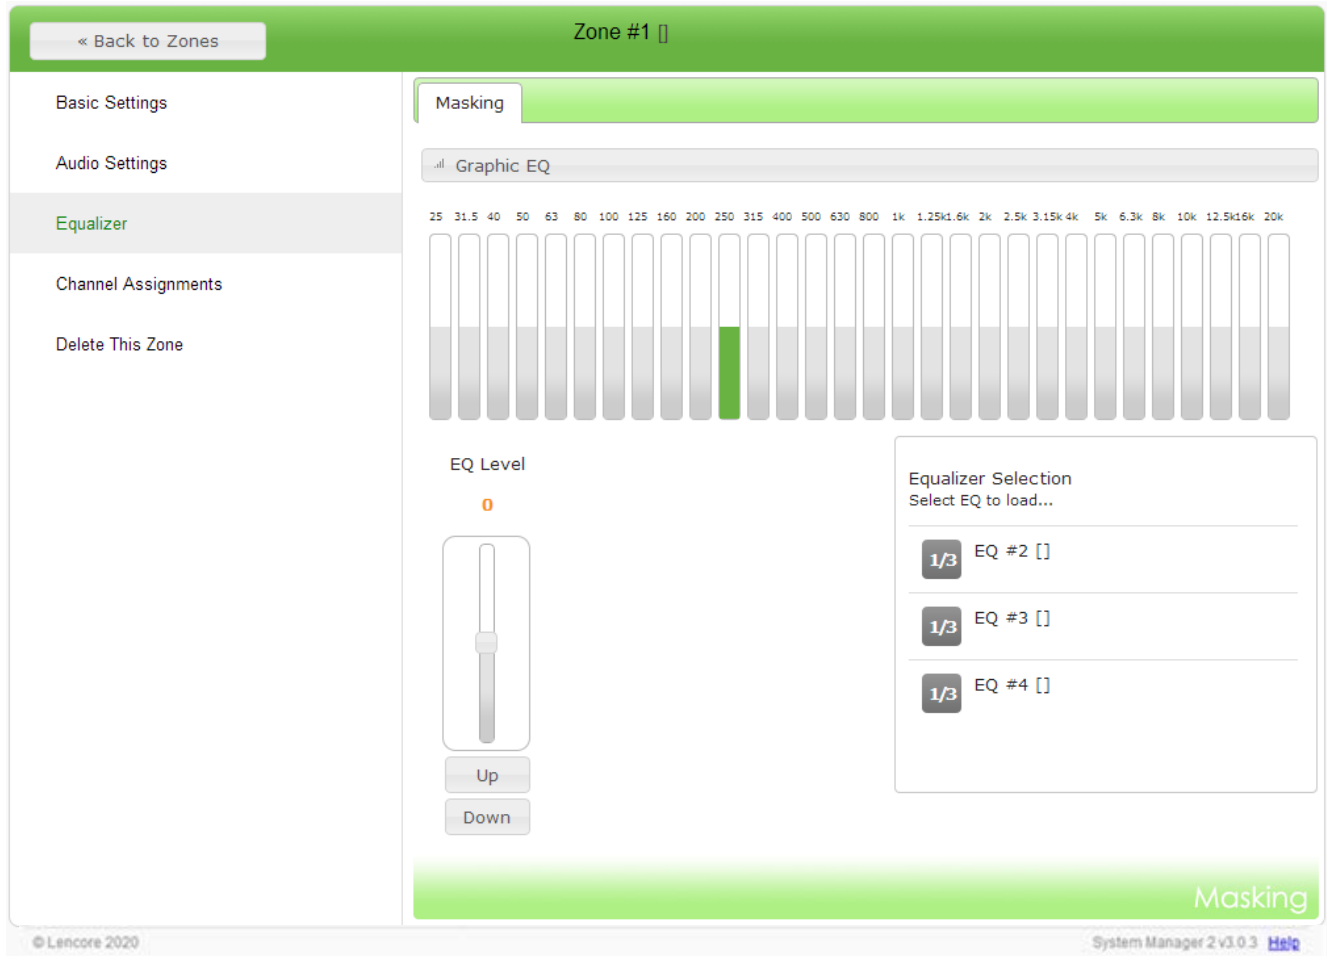 « Back to Zones
Zone #1 []
Basic Settings
Audio Settings
Equalizer
Channel Assignments
Delete This Zone
Masking
Graphic EQ
25 31.5 40 50 63 80 100 125 160 200 250 315 400 500 630 800 1k 1.25k1.6k 2k 2.5k 3.15k 4k 5k 6.3k 8k 10k 12.5k16k 20k
EQ Level
0
Up
Down
Equalizer Selection
Select EQ to load...
1/3 EQ #2 []
1/3 EQ #3 []
1/3 EQ #4 []
Masking
© Lencore 2020
System Manager 2 v3.0.3 Help